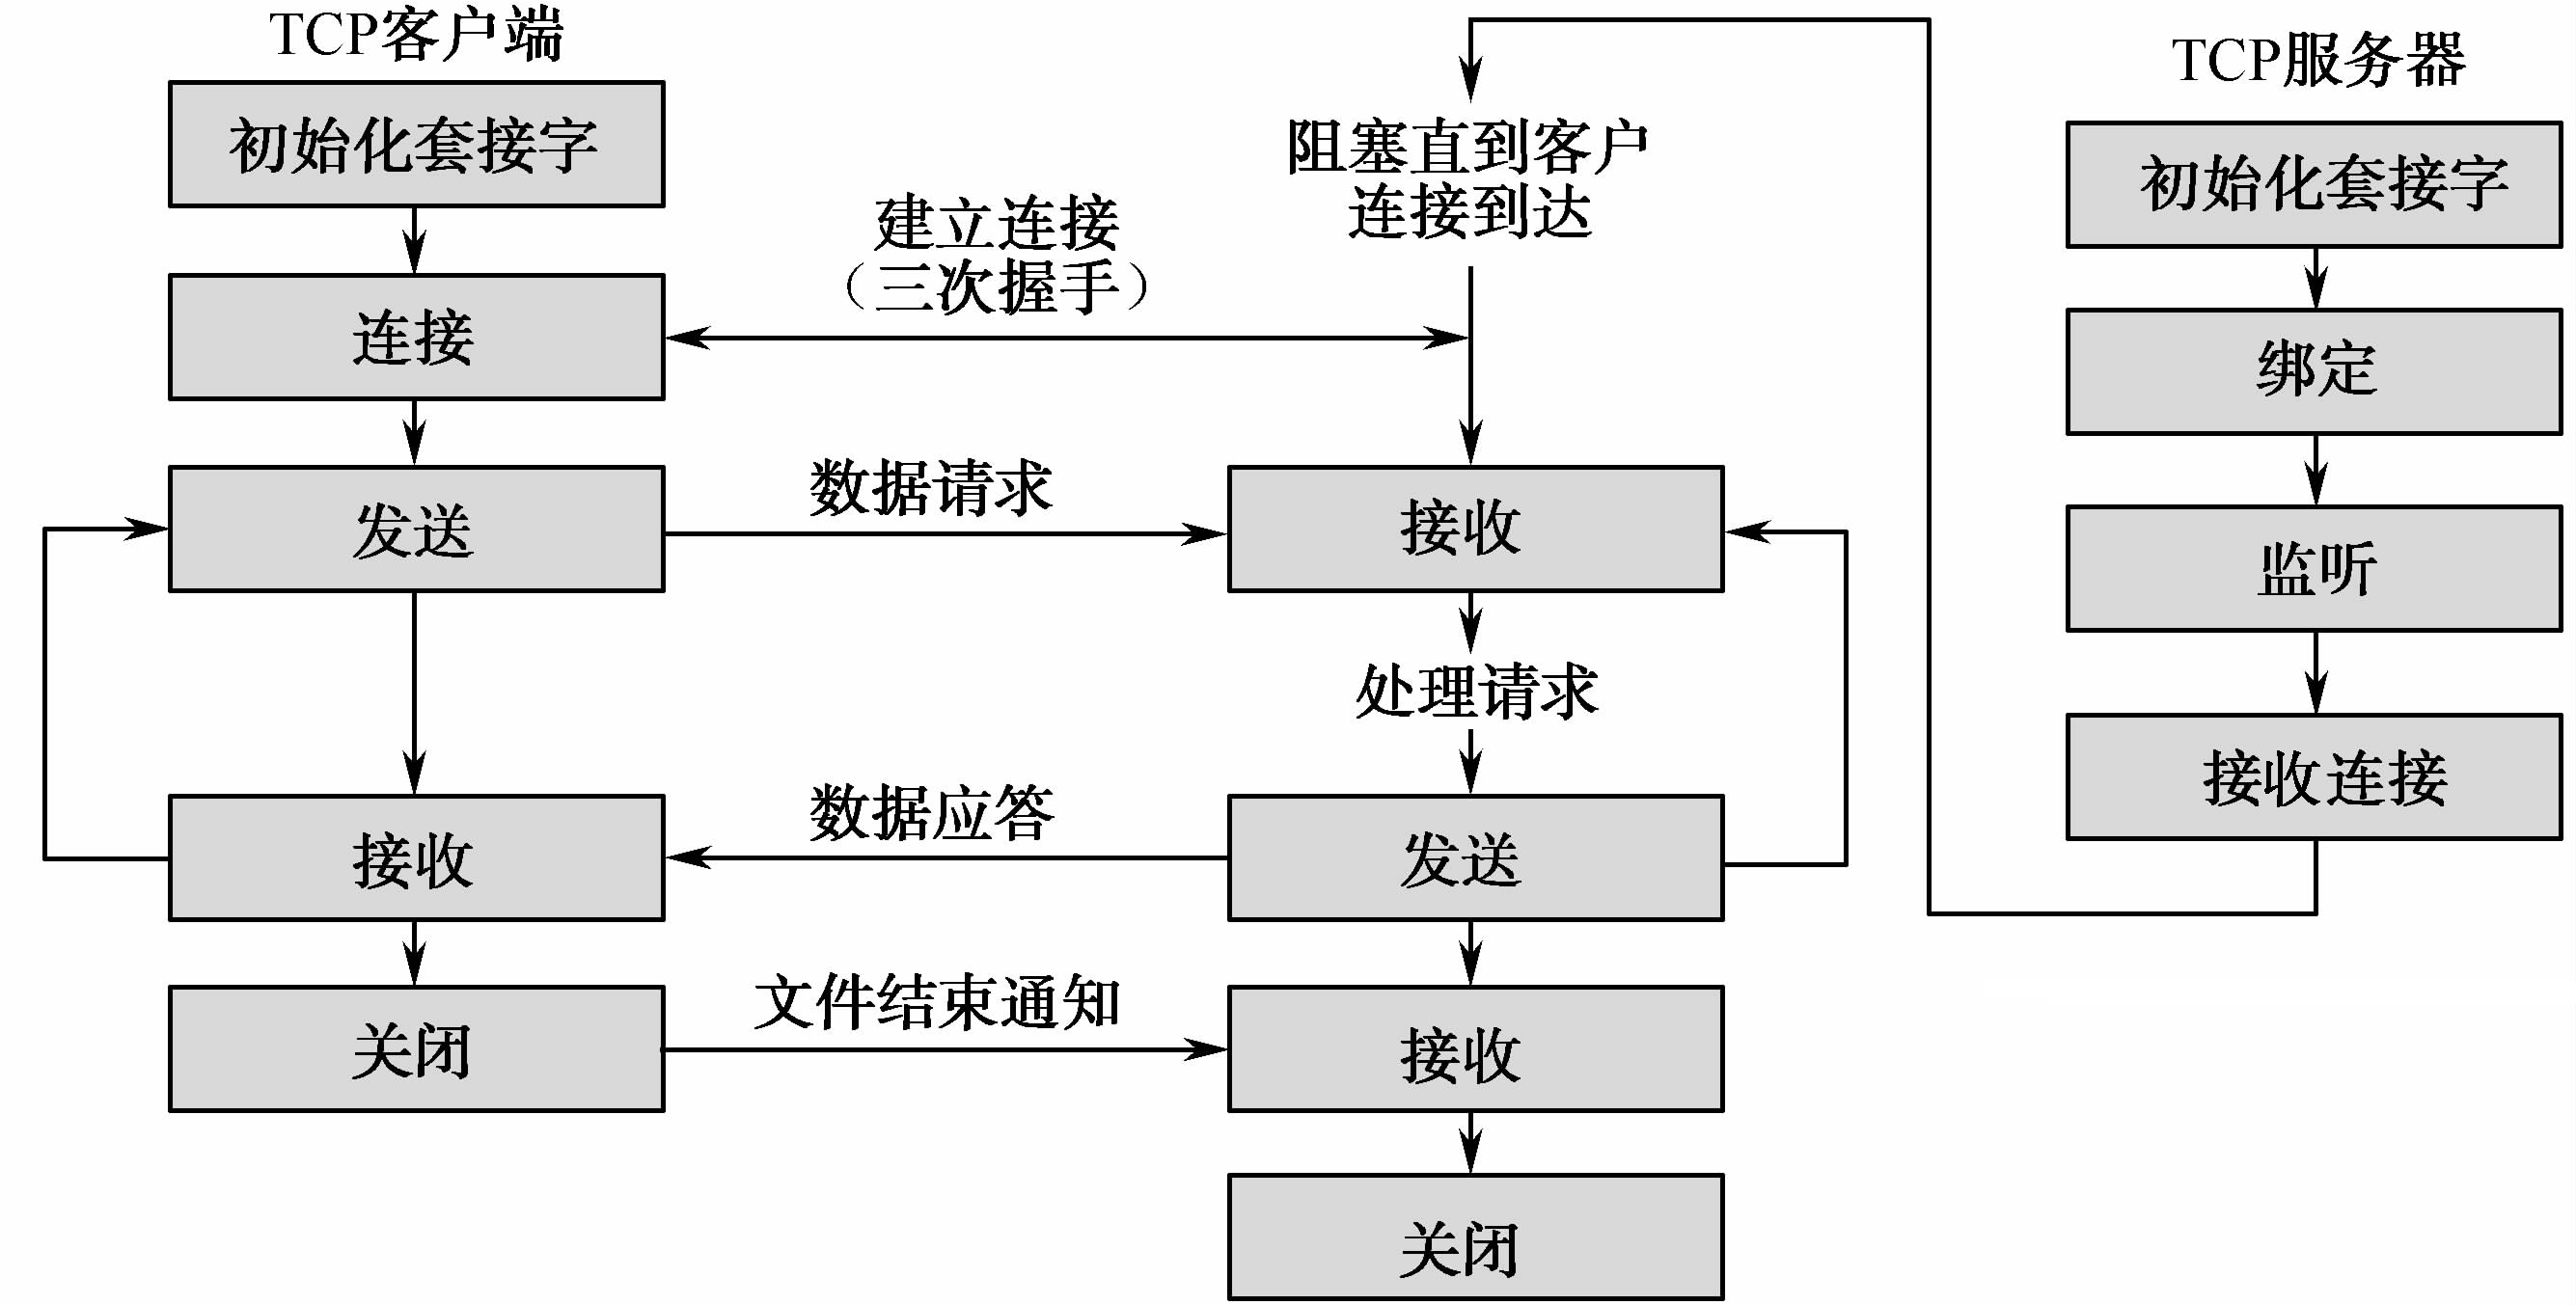 TCP客户端
初始化套接字
连接
发送
接收
关闭
建立连接
（三次握手）
数据请求
数据应答
文件结束通知
阻塞直到客户
连接到达
接收
处理请求
发送
接收
关闭
TCP服务器
初始化套接字
绑定
监听
接收连接